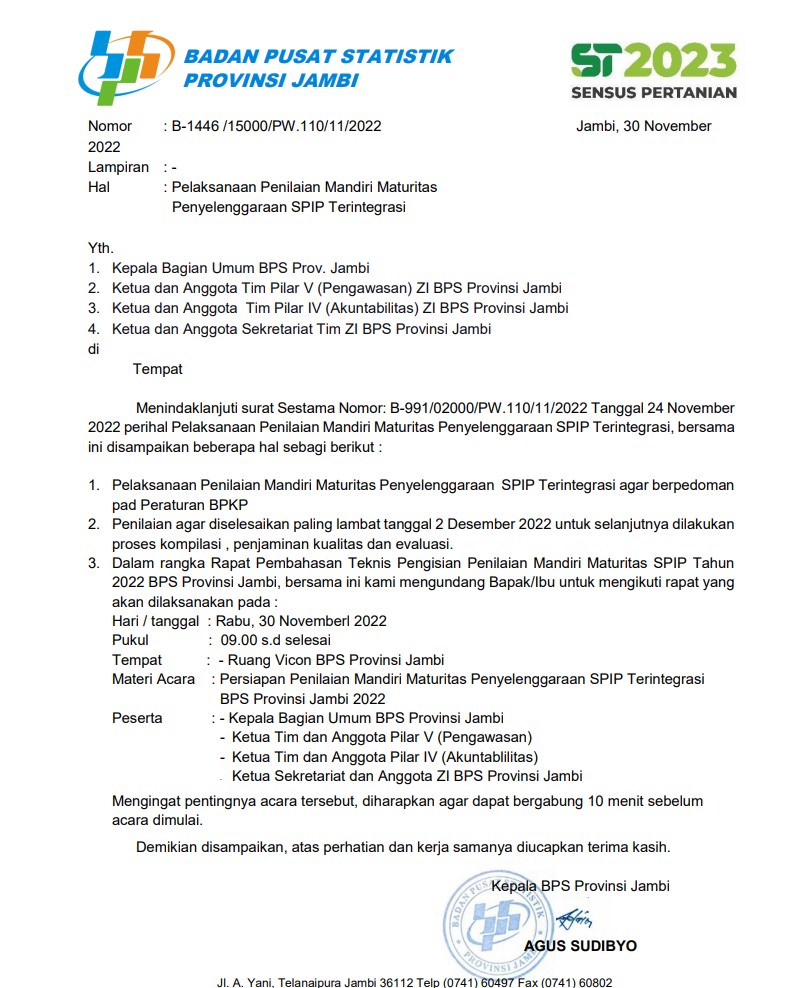 BADAN PUSAT STATISTIK
PROVINSI JAMBI
ST2023
SENSUS PERTANIAN
Nomor : B-1446 /15000/PW.110/11/2022 Jambi, 30 November
2022
Lampiran : -
Hal : Pelaksanaan Penilaian Mandiri Maturitas
Penyelenggaraan SPIP Terintegrasi
Yth.
1. Kepala Bagian Umum BPS Prov. Jambi
2. Ketua dan Anggota Tim Pilar V (Pengawasan) ZI BPS Provinsi Jambi
3. Ketua dan Anggota Tim Pilar IV (Akuntabilitas) ZI BPS Provinsi Jambi
4. Ketua dan Anggota Sekretariat Tim ZI BPS Provinsi Jambi
di
Tempat
Menindaklanjuti surat Sestama Nomor: B-991/02000/PW.110/11/2022 Tanggal 24 November
2022 perihal Pelaksanaan Penilaian Mandiri Maturitas Penyelenggaraan SPIP Terintegrasi, bersama
ini disampaikan beberapa hal sebagi berikut :
1. Pelaksanaan Penilaian Mandiri Maturitas Penyelenggaraan SPIP Terintegrasi agar berpedoman
pad Peraturan BPKP
2. Penilaian agar diselesaikan paling lambat tanggal 2 Desember 2022 untuk selanjutnya dilakukan
proses kompilasi , penjaminan kualitas dan evaluasi.
3. Dalam rangka Rapat Pembahasan Teknis Pengisian Penilaian Mandiri Maturitas SPIP Tahun
2022 BPS Provinsi Jambi, bersama ini kami mengundang Bapak/Ibu untuk mengikuti rapat yang
akan dilaksanakan pada :
Hari / tanggal : Rabu, 30 Novemberl 2022
Pukul : 09.00 s.d selesai
Tempat : - Ruang Vicon BPS Provinsi Jambi
Materi Acara : Persiapan Penilaian Mandiri Maturitas Penyelenggaraan SPIP Terintegrasi
BPS Provinsi Jambi 2022
Peserta : - Kepala Bagian Umum BPS Provinsi Jambi
- Ketua Tim dan Anggota Pilar V (Pengawasan)
- Ketua Tim dan Anggota Pilar IV (Akuntablilitas)
- Ketua Sekretariat dan Anggota ZI BPS Provinsi Jambi
Mengingat pentingnya acara tersebut, diharapkan agar dapat bergabung 10 menit sebelum
acara dimulai.
Demikian disampaikan, atas perhatian dan kerja samanya diucapkan terima kasih.
Kepala BPS Provinsi Jambi
BADAN PUSAT STATISTIK
PROVINSI JAMBI
AGUS SUDIBYO
Jl. A. Yani, Telanaipura Jambi 36112 Telp (0741) 60497 Fax (0741) 60802